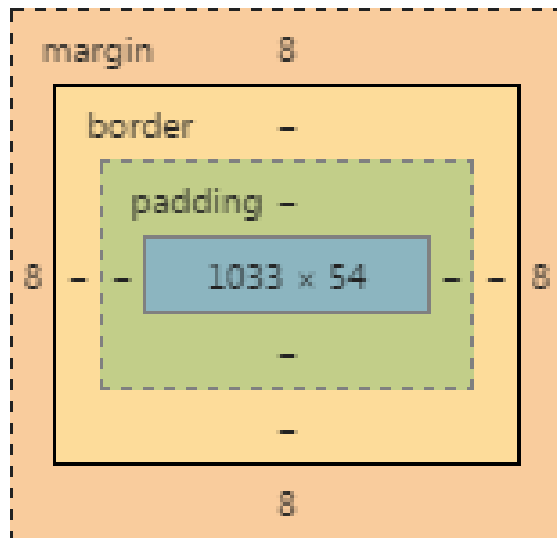 margin 8
border –
padding –
8 – – 1033 × 54 – – 8
–
–
8